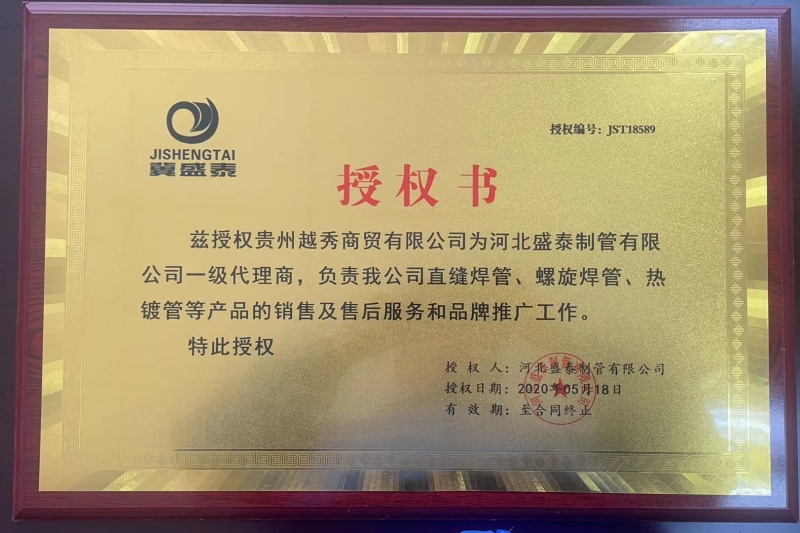 授权编号：JST18589
JISHENGTAI
冀盛泰
授权书
兹授权贵州越秀商贸有限公司为河北盛泰制管有限
公司一级代理商，负责我公司直缝焊管、螺旋焊管、热
镀管等产品的销售及售后服务和品牌推广工作。
特此授权
授 权 人：河北盛泰制管有限公司
授权日期：2020年05月18日
有 效 期：至合同终止